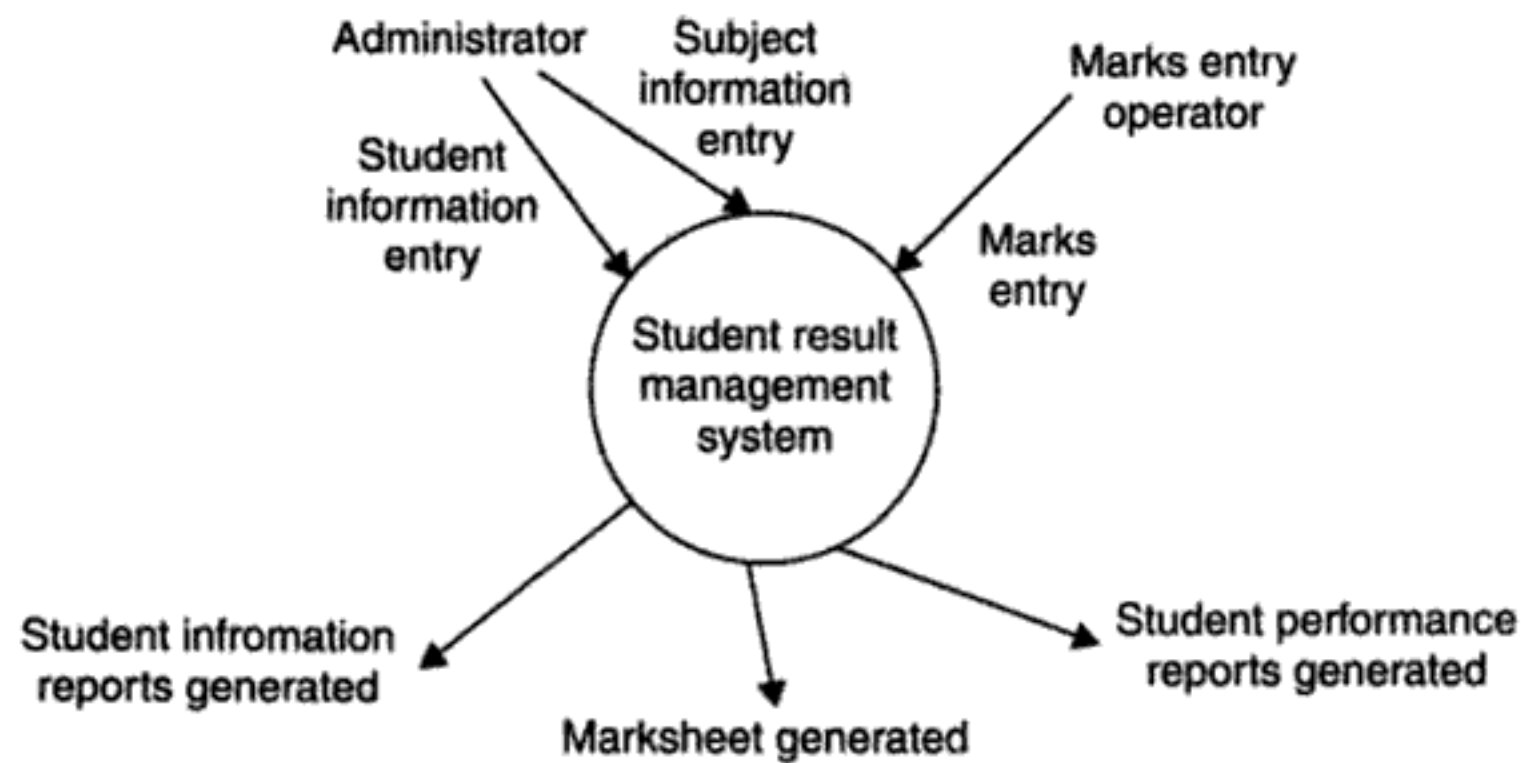 Administrator
Subject
information
entry
Marks entry
operator
Student
information
entry
Marks
entry
Student result
management
system
Student infromation
reports generated
Marksheet generated
Student performance
reports generated